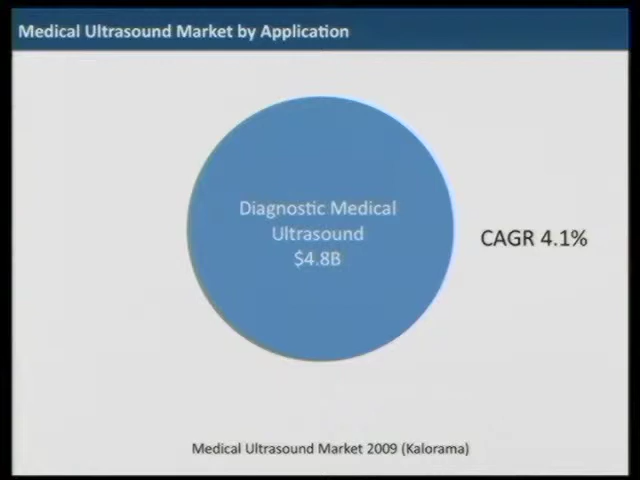 Medical Ultrasound Market by Application
Diagnostic Medical
Ultrasound
$4.8B
CAGR 4.1%
Medical Ultrasound Market 2009 (Kalorama)